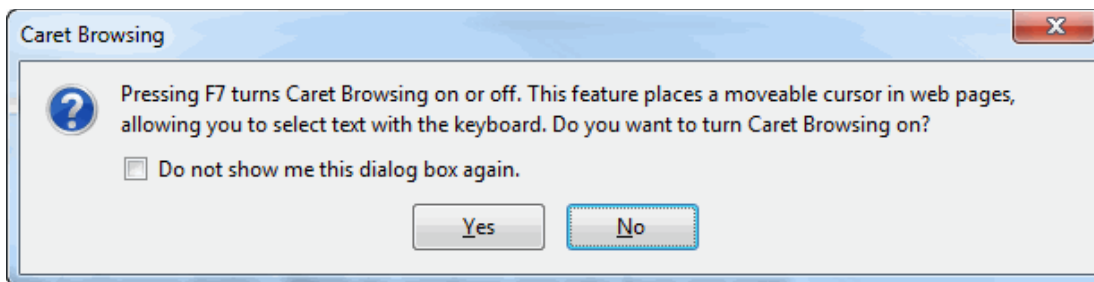 Caret Browsing
Pressing F7 turns Caret Browsing on or off. This feature places a moveable cursor in web pages,
allowing you to select text with the keyboard. Do you want to turn Caret Browsing on?
Do not show me this dialog box again.
Yes
No